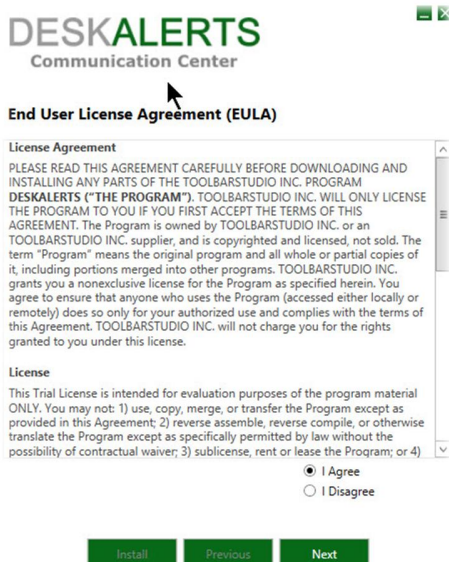 DESKALERTS
Communication Center
End User License Agreement (EULA)
License Agreement
PLEASE READ THIS AGREEMENT CAREFULLY BEFORE DOWNLOADING AND
INSTALLING ANY PARTS OF THE TOOLBARSTUDIO INC. PROGRAM
DESKALERTS (“THE PROGRAM”). TOOLBARSTUDIO INC. WILL ONLY LICENSE
THE PROGRAM TO YOU IF YOU FIRST ACCEPT THE TERMS OF THIS
AGREEMENT. The Program is owned by TOOLBARSTUDIO INC. or an
TOOLBARSTUDIO INC. supplier, and is copyrighted and licensed, not sold. The
term “Program” means the original program and all whole or partial copies of
it, including portions merged into other programs. TOOLBARSTUDIO INC.
grants you a nonexclusive license for the Program as specified herein. You
agree to ensure that anyone who uses the Program (accessed either locally or
remotely) does so only for your authorized use and complies with the terms of
this Agreement. TOOLBARSTUDIO INC. will not charge you for the rights
granted to you under this license.
License
This Trial License is intended for evaluation purposes of the program material
ONLY. You may not: 1) use, copy, merge, or transfer the Program except as
provided in this Agreement; 2) reverse assemble, reverse compile, or otherwise
translate the Program except as specifically permitted by law without the
possibility of contractual waiver; 3) sublicense, rent or lease the Program; or 4)
I Agree
I Disagree
Install Previous Next